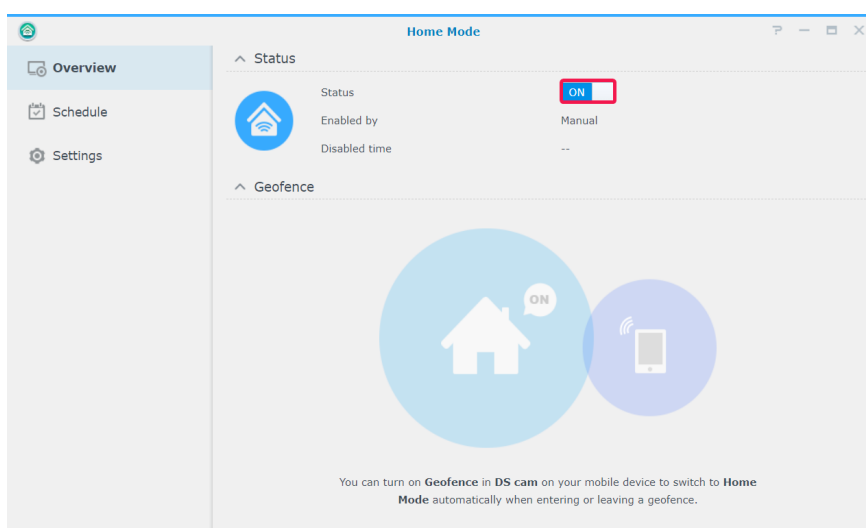 Home Mode
Overview
Schedule
Settings
Status
Status ON
Enabled by Manual
Disabled time --
Geofence
ON
You can turn on Geofence in DS cam on your mobile device to switch to Home
Mode automatically when entering or leaving a geofence.